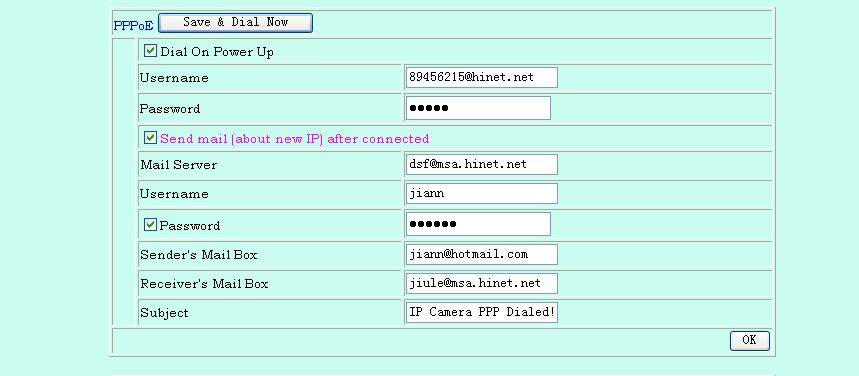 PPPoE Save & Dial Now
Dial On Power Up
Username 89456215@hinet.net
Password ●●●●●
Send mail (about new IP) after connected
Mail Server dsf@msa.hinet.net
Username jiann
Password ●●●●●●
Sender's Mail Box jiann@hotmail.com
Receiver's Mail Box jiule@msa.hinet.net
Subject IP Camera PPP Dialed!
OK